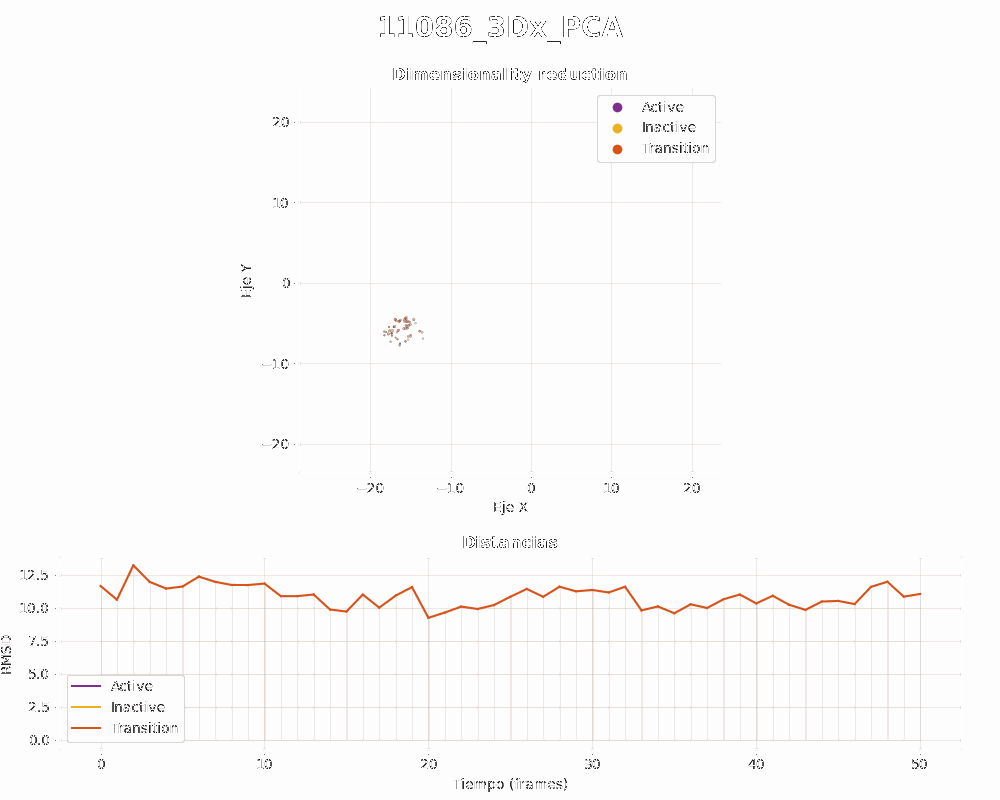 11086_3Dx_PCA
Dimensionality reduction
Active
Inactive
Transition
20
10
0
−10
−20
Eje Y
−20 −10 0 10 20
Eje X
Distancias
12.5
10.0
7.5
5.0
2.5
0.0
RMSD
Active
Inactive
Transition
0 10 20 30 40 50
Tiempo (frames)